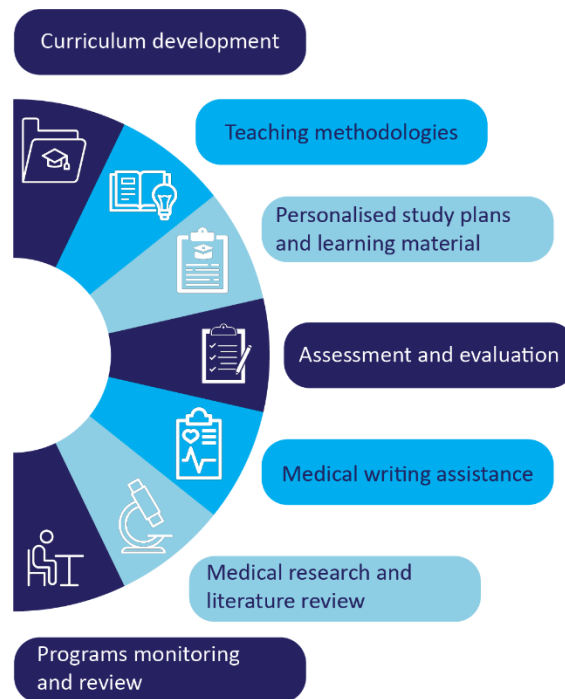 Curriculum development
Teaching methodologies
Personalised study plans
and learning material
Assessment and evaluation
Medical writing assistance
Medical research and
literature review
Programs monitoring
and review